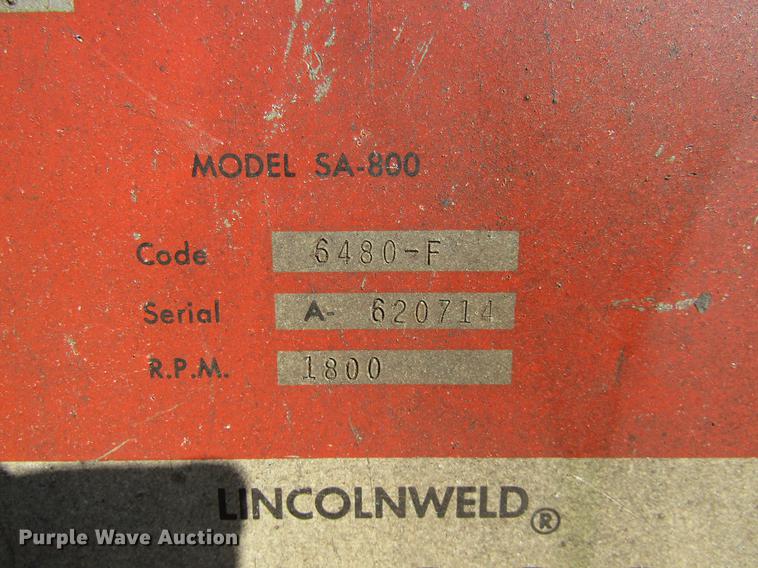 MODEL SA-800
Code 6480-F
Serial A- 620714
R.P.M. 1800
LINCOLNWELD®
Purple Wave Auction